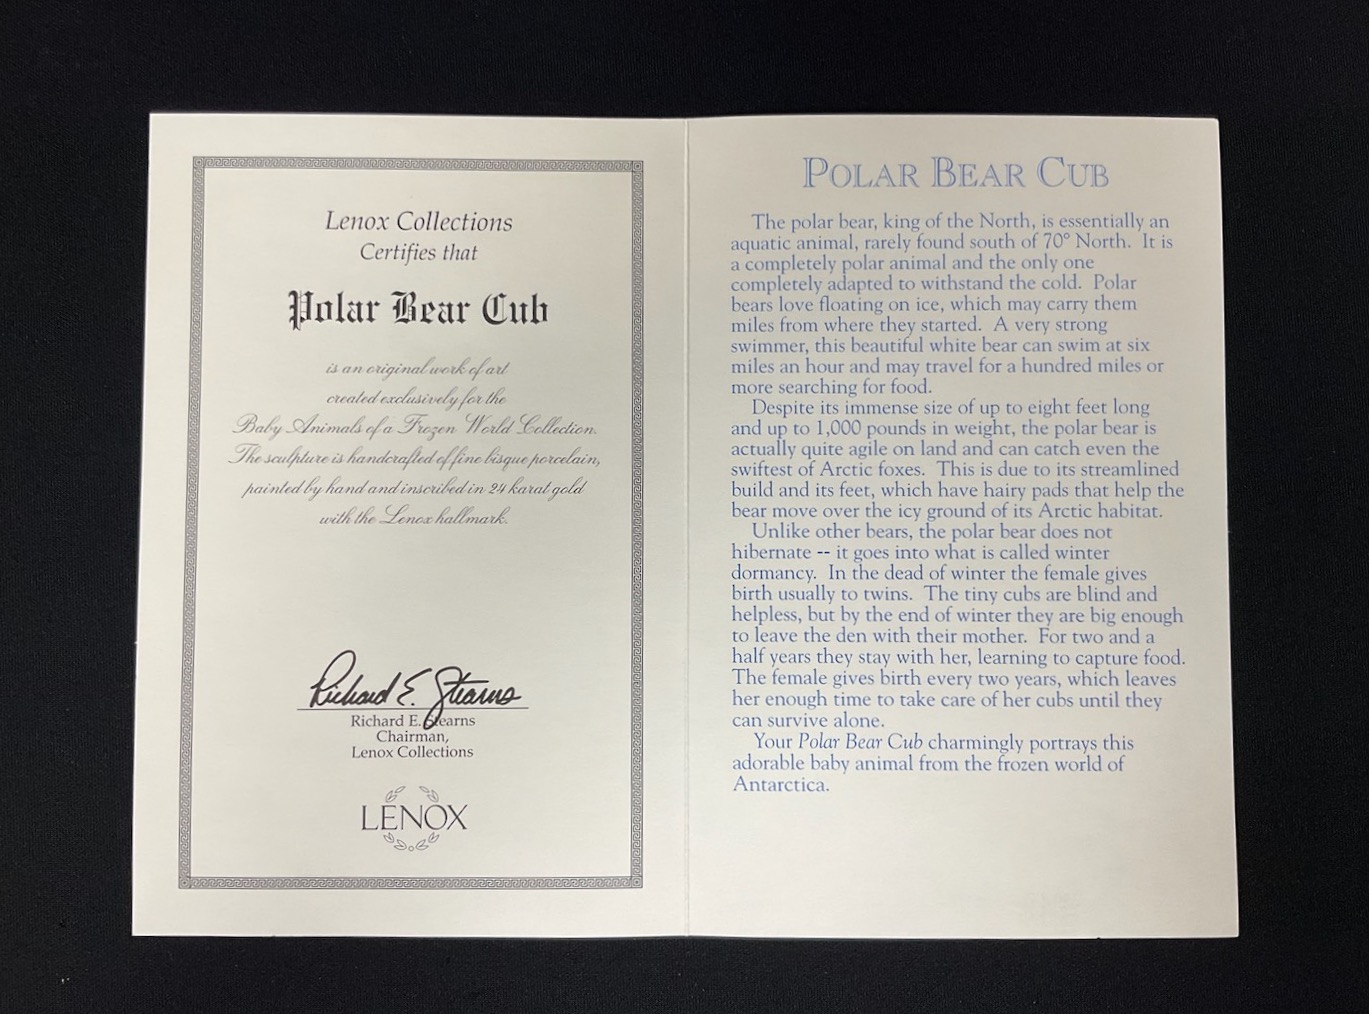 Lenox Collections
Certifies that
Polar Bear Cub
is an original work of art
created exclusively for the
Baby Animals of a Frozen World Collection.
The sculpture is handcrafted of fine bisque porcelain,
painted by hand and inscribed in 24 karat gold
with the Lenox hallmark.
Richard E. Stearns
Richard E. Stearns
Chairman,
Lenox Collections
LENOX
POLAR BEAR CUB
The polar bear, king of the North, is essentially an
aquatic animal, rarely found south of 70° North. It is
a completely polar animal and the only one
completely adapted to withstand the cold. Polar
bears love floating on ice, which may carry them
miles from where they started. A very strong
swimmer, this beautiful white bear can swim at six
miles an hour and may travel for a hundred miles or
more searching for food.
Despite its immense size of up to eight feet long
and up to 1,000 pounds in weight, the polar bear is
actually quite agile on land and can catch even the
swiftest of Arctic foxes. This is due to its streamlined
build and its feet, which have hairy pads that help the
bear move over the icy ground of its Arctic habitat.
Unlike other bears, the polar bear does not
hibernate -- it goes into what is called winter
dormancy. In the dead of winter the female gives
birth usually to twins. The tiny cubs are blind and
helpless, but by the end of winter they are big enough
to leave the den with their mother. For two and a
half years they stay with her, learning to capture food.
The female gives birth every two years, which leaves
her enough time to take care of her cubs until they
can survive alone.
Your Polar Bear Cub charmingly portrays this
adorable baby animal from the frozen world of
Antarctica.